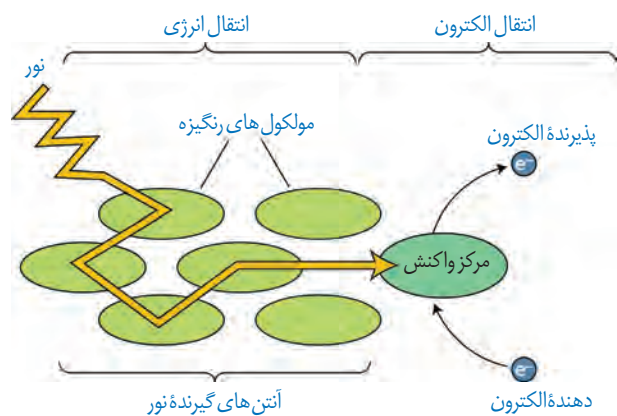 انتقال انرژی
انتقال الکترون
نور
مولکول‌های رنگیزه
پذیرندهٔ الکترون
e⁻
مرکز واکنش
e⁻
دهندهٔ الکترون
آنتن‌های گیرندهٔ نور